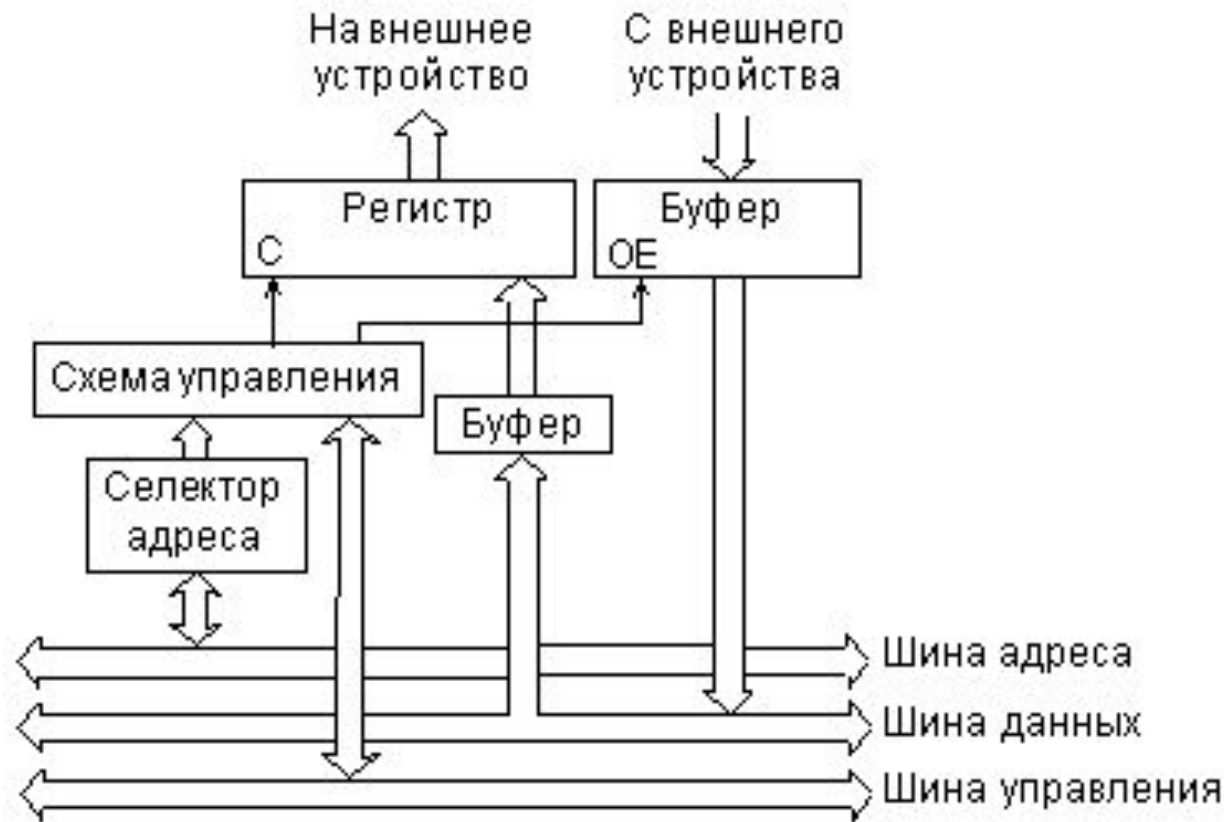 На внешнее
устройство
С внешнего
устройства
Регистр
С
Буфер
OE
Схема управления
Буфер
Селектор
адреса
Шина адреса
Шина данных
Шина управления